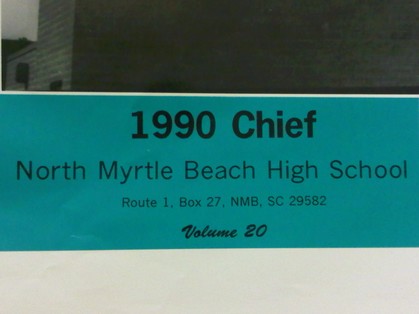 1990 Chief
North Myrtle Beach High School
Route 1, Box 27, NMB, SC 29582
Volume 20